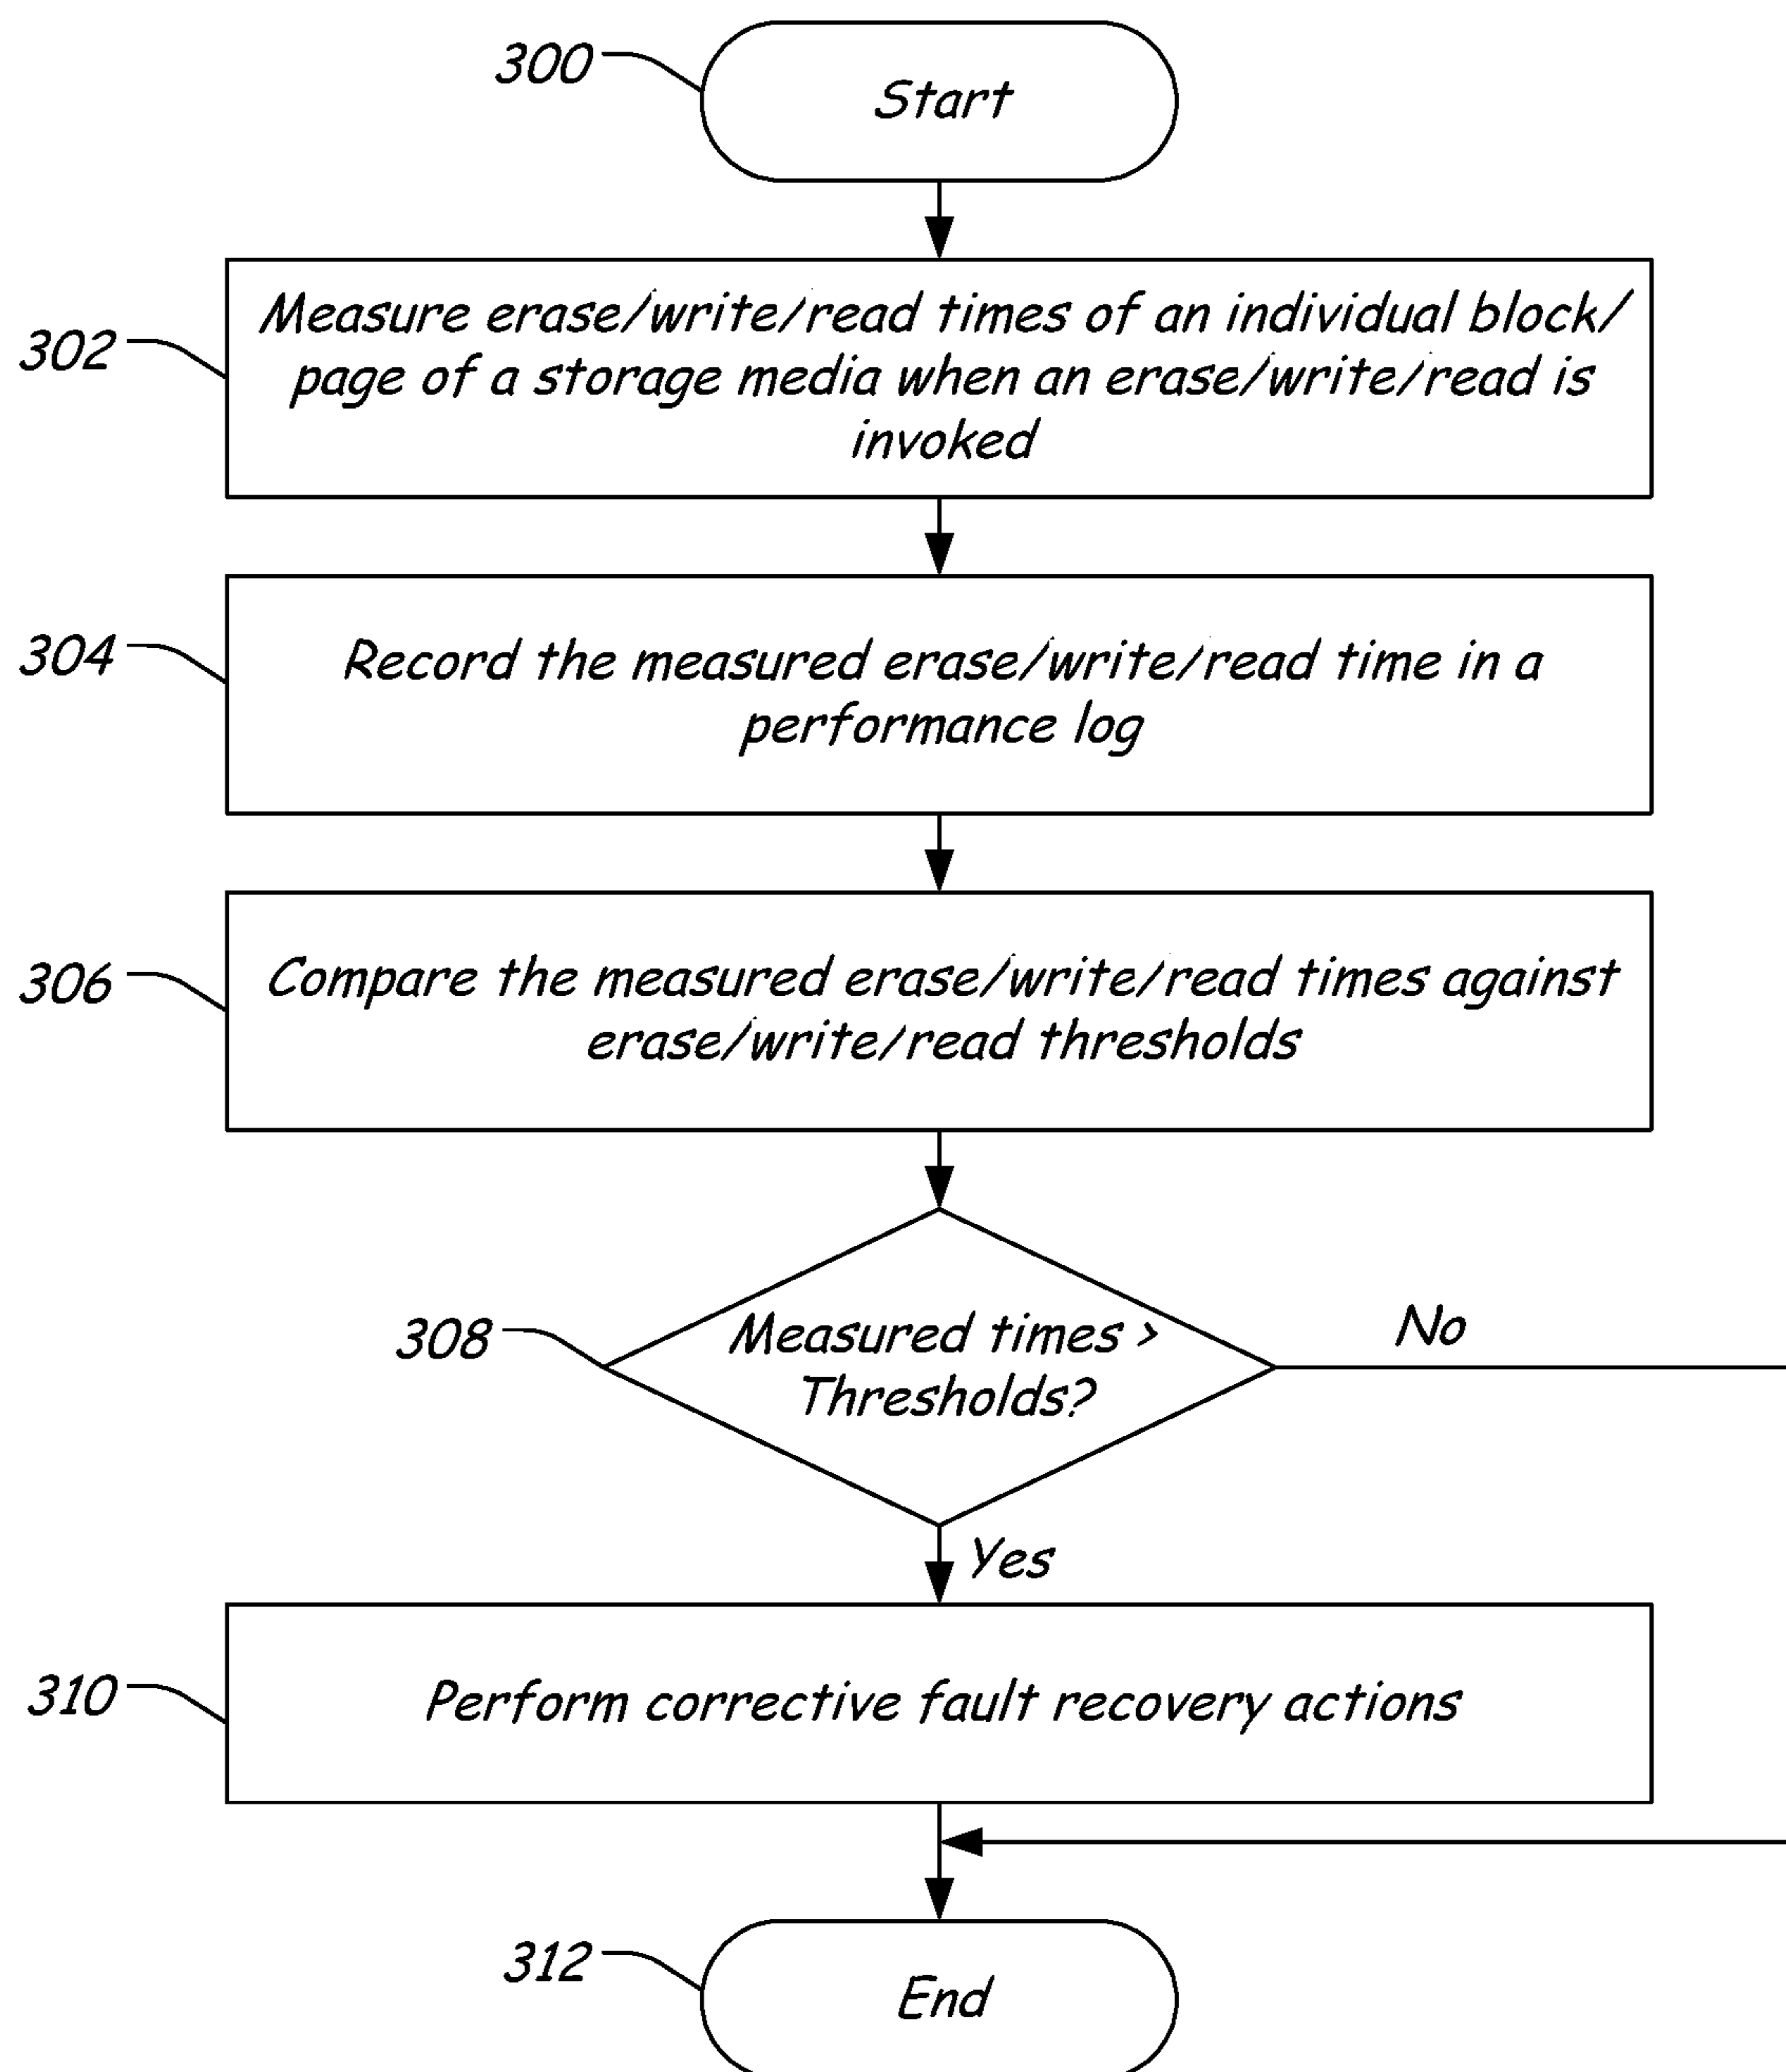 300
Start
302
Measure erase/write/read times of an individual block/
page of a storage media when an erase/write/read is
invoked
304
Record the measured erase/write/read time in a
performance log
306
Compare the measured erase/write/read times against
erase/write/read thresholds
308
Measured times >
Thresholds?
No
Yes
310
Perform corrective fault recovery actions
312
End